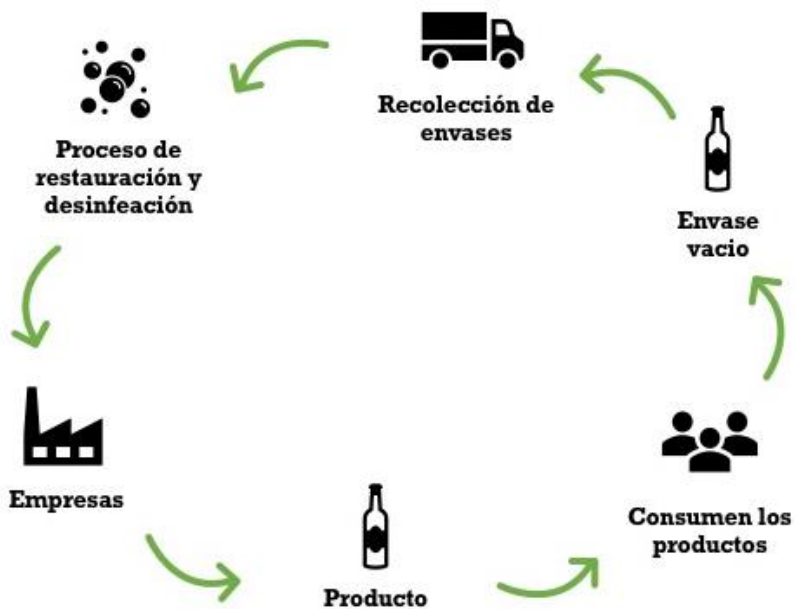 Recolección de
envases
Proceso de
restauración y
desinfeación
Envase
vacio
Empresas
Consumen los
productos
Producto